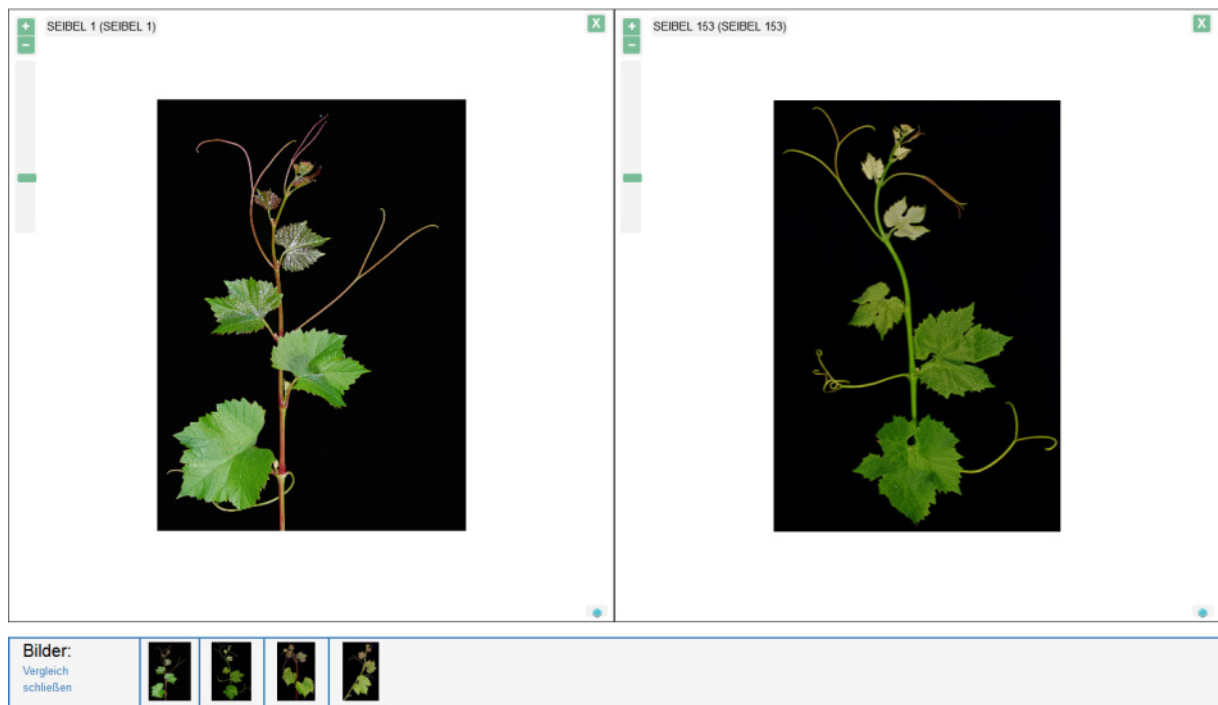 +
−
SEIBEL 1 (SEIBEL 1)
X
+
−
SEIBEL 153 (SEIBEL 153)
X
Bilder:
Vergleich
schließen